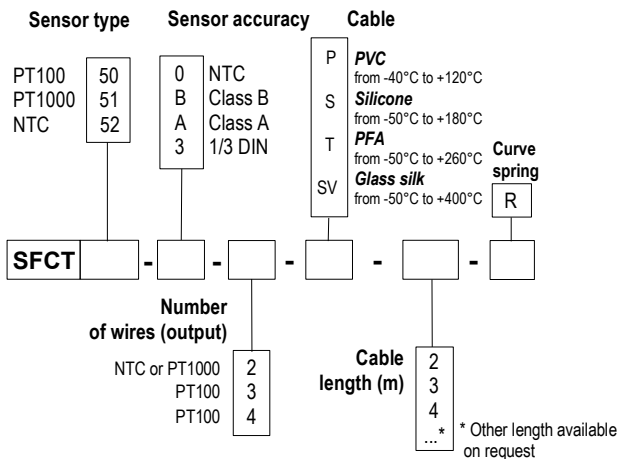 Sensor type
PT100 50
PT1000 51
NTC 52
Sensor accuracy
0 NTC
B Class B
A Class A
3 1/3 DIN
Cable
P PVC
from -40°C to +120°C
S Silicone
from -50°C to +180°C
T PFA
from -50°C to +260°C
SV Glass silk
from -50°C to +400°C
Curve
spring
R
SFCT - - - - -
Number
of wires (output)
NTC or PT1000 2
PT100 3
PT100 4
Cable
length (m)
2
3
4
...*
* Other length available
on request